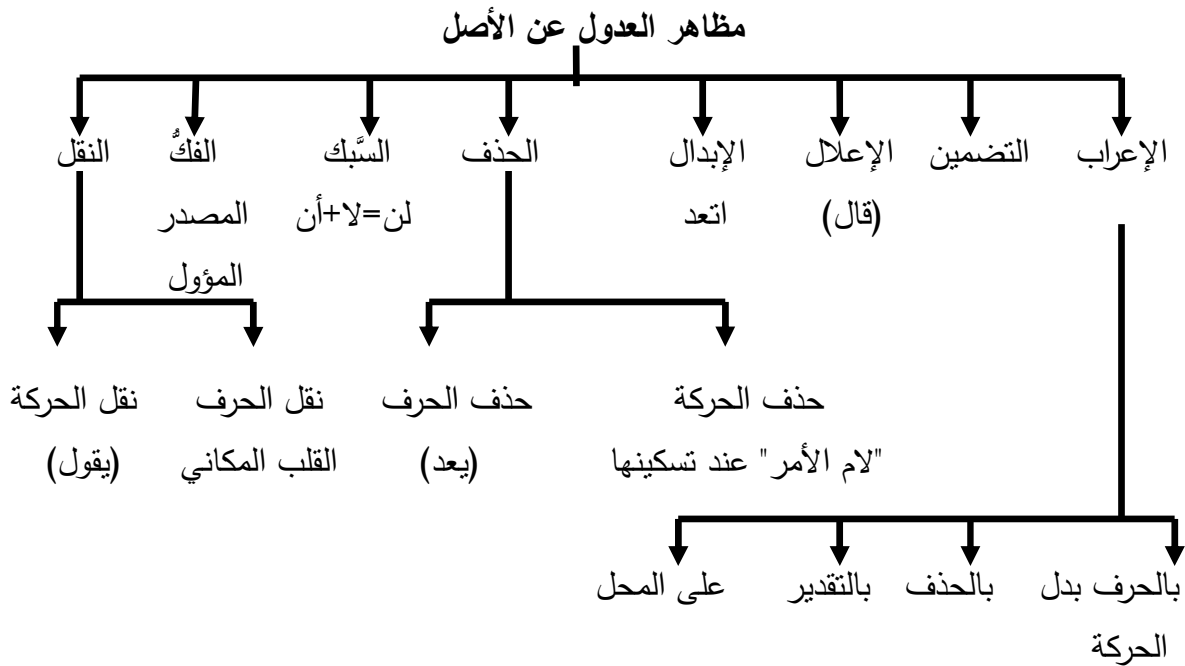 مظاهر العدول عن الأصل
الإعراب التضمين الإعلال الإبدال الحذف السَّبك الفكُّ النقل
(قال) اتعد لن=لا+أن المصدر
المؤول
حذف الحركة حذف الحرف نقل الحرف نقل الحركة
"لام الأمر" عند تسكينها (يعد) القلب المكاني (يقول)
بالحرف بدل بالحذف بالتقدير على المحل
الحركة